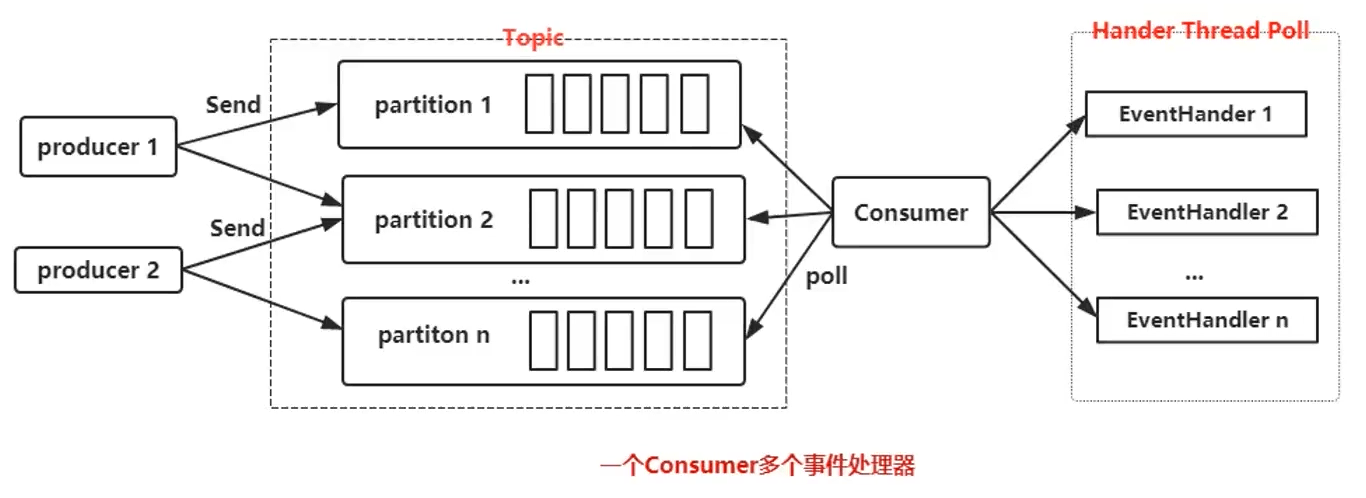 Topic
Hander Thread Poll
Send
partition 1
EventHander 1
producer 1
partition 2
Consumer
EventHandler 2
Send
producer 2
...
poll
...
partiton n
EventHandler n
一个Consumer多个事件处理器